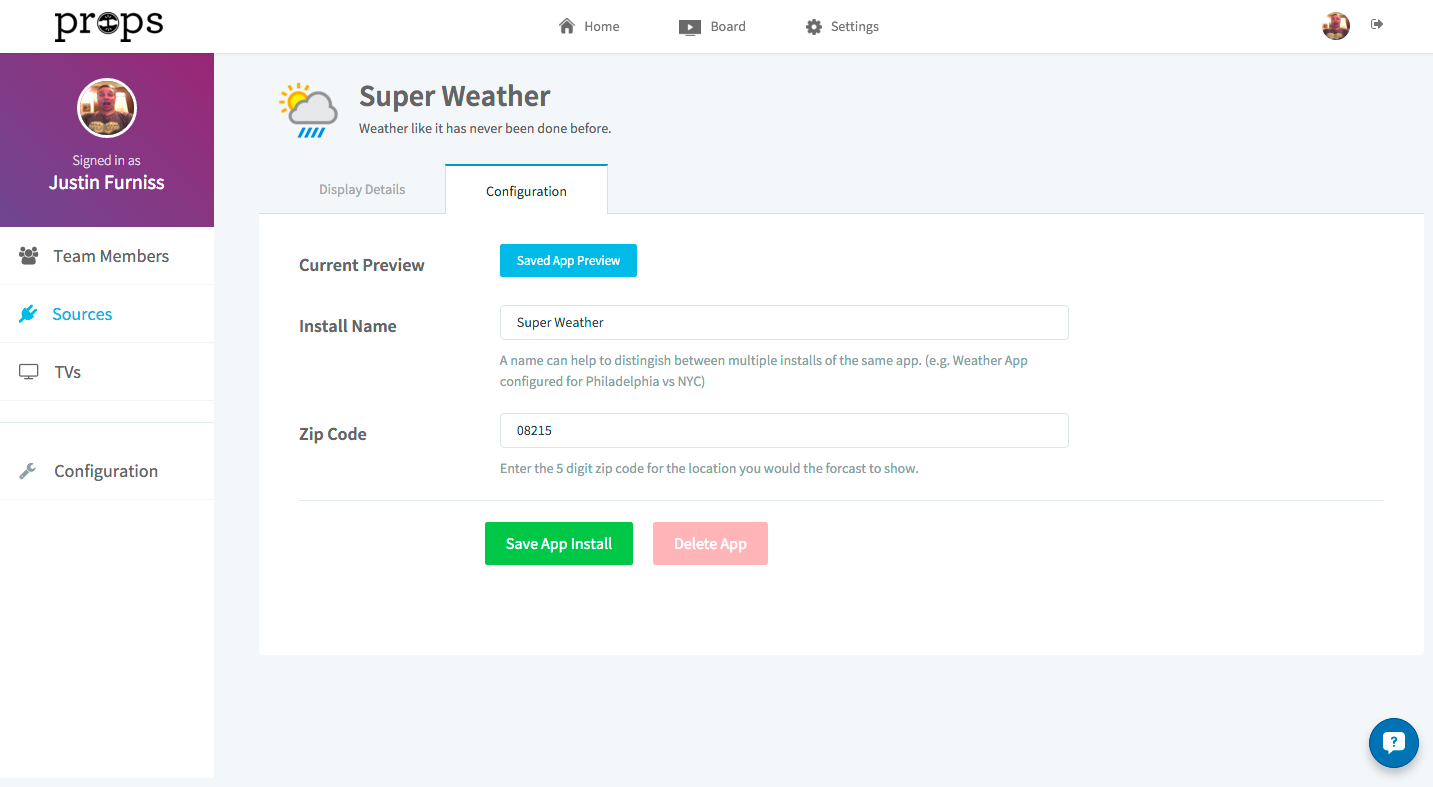 props
Home
Board
Settings
Signed in as
Justin Furniss
Team Members
Sources
TVs
Configuration
Super Weather
Weather like it has never been done before.
Display Details
Configuration
Current Preview
Saved App Preview
Install Name
Super Weather
A name can help to distingish between multiple installs of the same app. (e.g. Weather App
configured for Philadelphia vs NYC)
Zip Code
08215
Enter the 5 digit zip code for the location you would the forcast to show.
Save App Install
Delete App
?